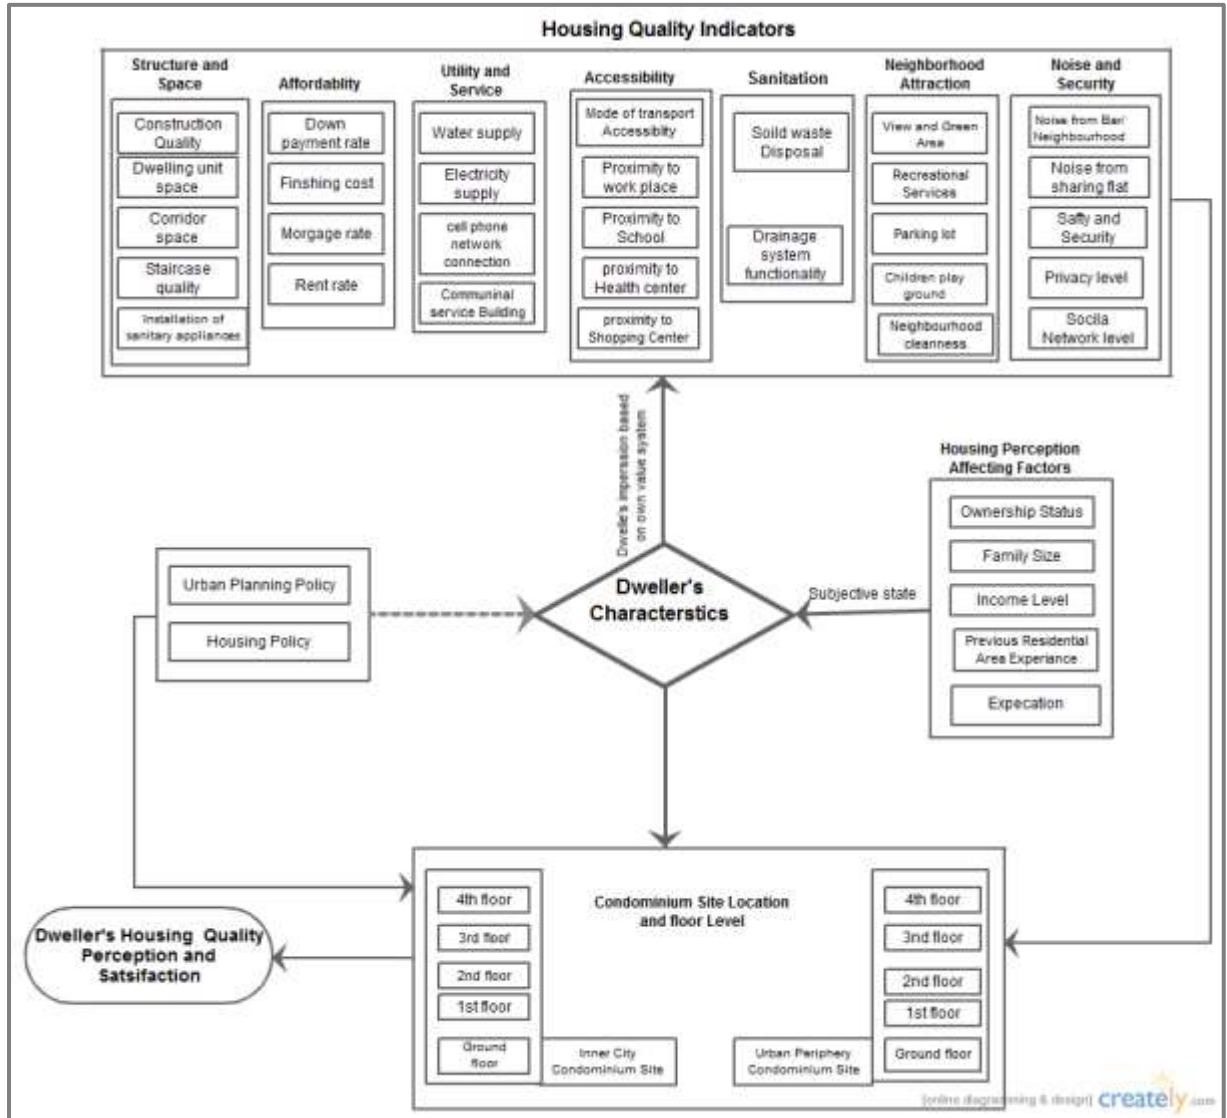 Housing Quality Indicators
Structure and
Space
Construction
Quality
Dwelling unit
space
Corridor
space
Staircase
quality
Installation of
sanitary appliances
Affordablity
Down
payment rate
Finshing cost
Morgage rate
Rent rate
Utility and
Service
Water supply
Electricity
supply
cell phone
network
connection
Communinal
service Building
Accessibility
Mode of transport
Accessiblity
Proximity to
work place
Proximity to
School
proximity to
Health center
proximity to
Shopping Center
Sanitation
Soild waste
Disposal
Drainage
system
functionality
Neighborhood
Attraction
View and Green
Area
Recreational
Services
Parking lot
Children play
ground
Neighbourhood
cleanness
Noise and
Security
Noise from Bar/
Neighbourhood
Noise from
sharing flat
Safty and
Security
Privacy level
Soclla
Network level
Dwelle's imperssion based
on own value system
Housing Perception
Affecting Factors
Ownership Status
Family Size
Income Level
Previous Residential
Area Experiance
Expecation
Subjective state
Dweller's
Characterstics
Urban Planning Policy
Housing Policy
Condominium Site Location
and floor Level
4th floor
3rd floor
2nd floor
1st floor
Ground
floor
Inner City
Condominium Site
4th floor
3nd floor
2nd floor
1st floor
Ground floor
Urban Periphery
Condominium Site
Dweller's Housing Quality
Perception and
Satsifaction
[online diagramming & design] creately.com